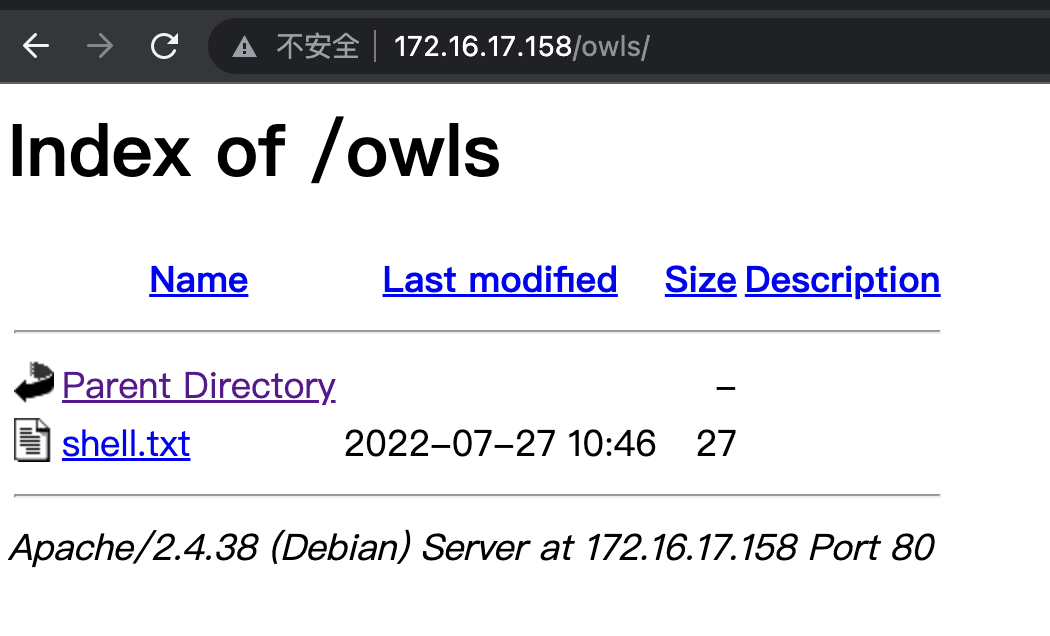 不安全 172.16.17.158/owls/
Index of /owls
Name Last modified Size Description
Parent Directory –
shell.txt 2022–07–27 10:46 27
Apache/2.4.38 (Debian) Server at 172.16.17.158 Port 80